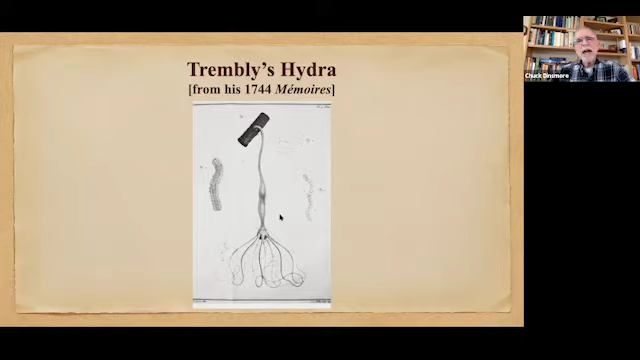 Trembly's Hydra
[from his 1744 Mémoires]
Chuck Dinsmore